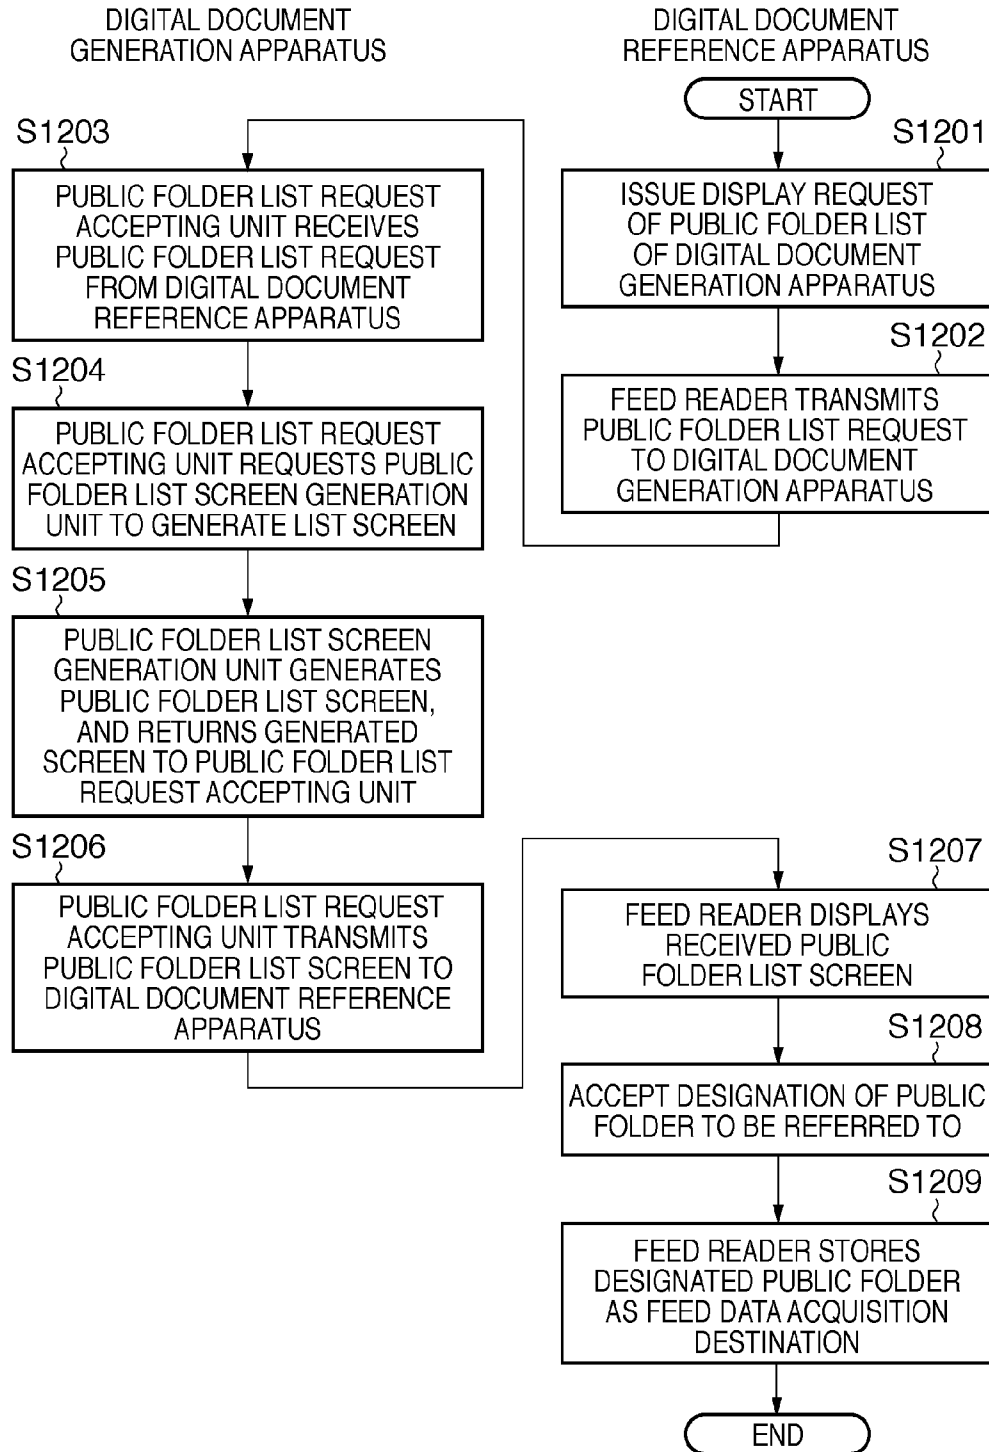 DIGITAL DOCUMENT
GENERATION APPARATUS
DIGITAL DOCUMENT
REFERENCE APPARATUS
START
S1201
ISSUE DISPLAY REQUEST
OF PUBLIC FOLDER LIST
OF DIGITAL DOCUMENT
GENERATION APPARATUS
S1202
FEED READER TRANSMITS
PUBLIC FOLDER LIST REQUEST
TO DIGITAL DOCUMENT
GENERATION APPARATUS
S1203
PUBLIC FOLDER LIST REQUEST
ACCEPTING UNIT RECEIVES
PUBLIC FOLDER LIST REQUEST
FROM DIGITAL DOCUMENT
REFERENCE APPARATUS
S1204
PUBLIC FOLDER LIST REQUEST
ACCEPTING UNIT REQUESTS PUBLIC
FOLDER LIST SCREEN GENERATION
UNIT TO GENERATE LIST SCREEN
S1205
PUBLIC FOLDER LIST SCREEN
GENERATION UNIT GENERATES
PUBLIC FOLDER LIST SCREEN,
AND RETURNS GENERATED
SCREEN TO PUBLIC FOLDER LIST
REQUEST ACCEPTING UNIT
S1206
PUBLIC FOLDER LIST REQUEST
ACCEPTING UNIT TRANSMITS
PUBLIC FOLDER LIST SCREEN TO
DIGITAL DOCUMENT REFERENCE
APPARATUS
S1207
FEED READER DISPLAYS
RECEIVED PUBLIC
FOLDER LIST SCREEN
S1208
ACCEPT DESIGNATION OF PUBLIC
FOLDER TO BE REFERRED TO
S1209
FEED READER STORES
DESIGNATED PUBLIC FOLDER
AS FEED DATA ACQUISITION
DESTINATION
END